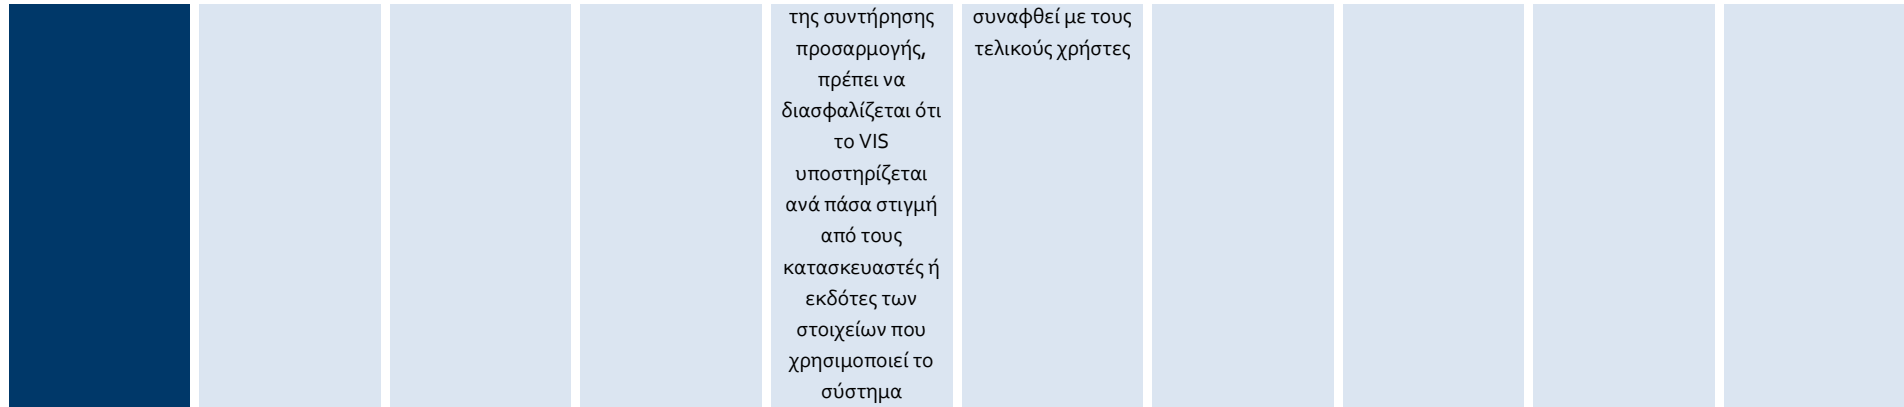 της συντήρησης
προσαρμογής,
πρέπει να
διασφαλίζεται ότι
το VIS
υποστηρίζεται
ανά πάσα στιγμή
από τους
κατασκευαστές ή
εκδότες των
στοιχείων που
χρησιμοποιεί το
σύστημα
συναφθεί με τους
τελικούς χρήστες